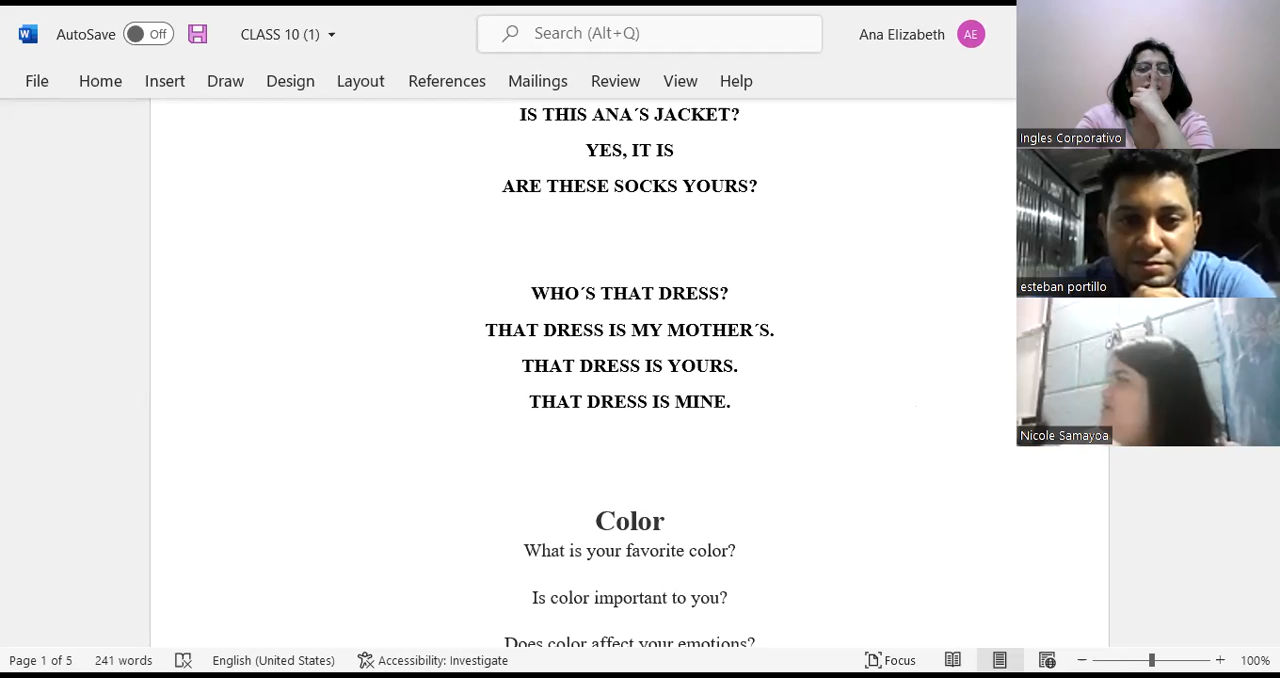 AutoSave Off CLASS 10 (1) Search (Alt+Q) Ana Elizabeth AE
File Home Insert Draw Design Layout References Mailings Review View Help
IS THIS ANA´S JACKET?
YES, IT IS
ARE THESE SOCKS YOURS?
WHO´S THAT DRESS?
THAT DRESS IS MY MOTHER´S.
THAT DRESS IS YOURS.
THAT DRESS IS MINE.
Color
What is your favorite color?
Is color important to you?
Does color affect your emotions?
Page 1 of 5 241 words English (United States) Accessibility: Investigate Focus 100%
Ingles Corporativo
esteban portillo
Nicole Samayoa